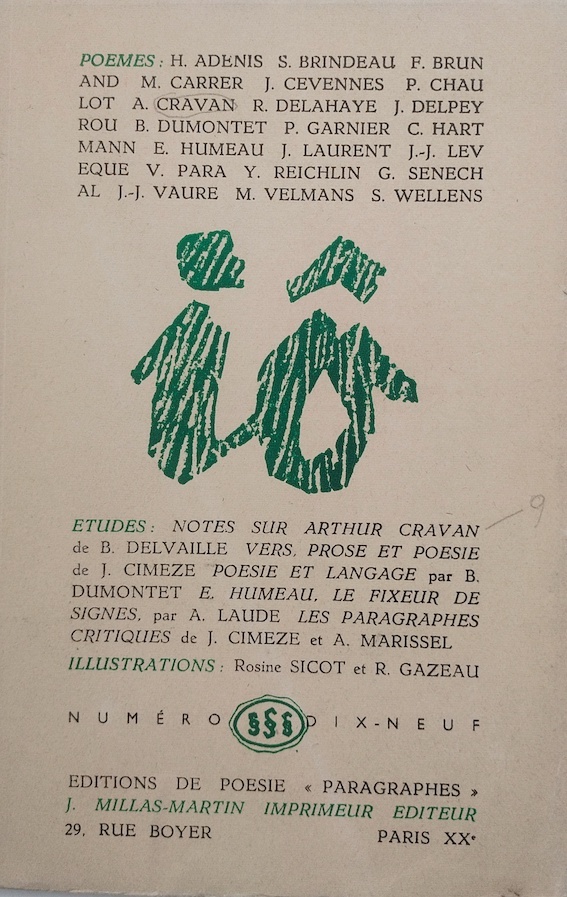 POEMES : H. ADENIS S. BRINDEAU F. BRUN
AND M. CARRER J. CEVENNES P. CHAU
LOT A. CRAVAN R. DELAHAYE J. DELPEY
ROU B. DUMONTET P. GARNIER C. HART
MANN E. HUMEAU J. LAURENT J.-J. LEV
EQUE V. PARA Y. REICHLIN G. SENECH
AL J.-J. VAURE M. VELMANS S. WELLENS
iô
ETUDES : NOTES SUR ARTHUR CRAVAN
9
de B. DELVAILLE VERS, PROSE ET POESIE
de J. CIMEZE POESIE ET LANGAGE par B.
DUMONTET E. HUMEAU, LE FIXEUR DE
SIGNES, par A. LAUDE LES PARAGRAPHES
CRITIQUES de J. CIMEZE et A. MARISSEL
ILLUSTRATIONS : Rosine SICOT et R. GAZEAU
NUMÉRO §§§ DIX-NEUF
EDITIONS DE POESIE « PARAGRAPHES »
J. MILLAS-MARTIN IMPRIMEUR EDITEUR
29, RUE BOYER PARIS XXe